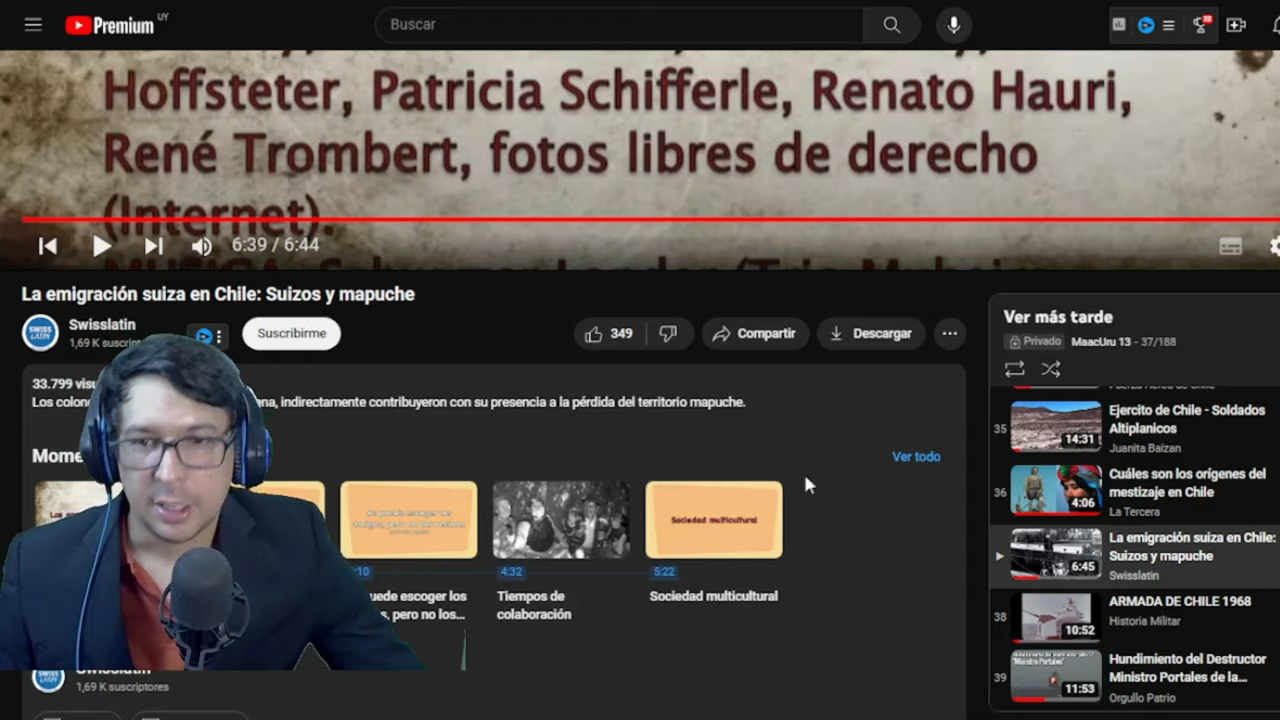 Premium UY
Buscar
Hoffsteter, Patricia Schifferle, Renato Hauri,
René Trombert, fotos libres de derecho
(Internet).
6:39 / 6:44
La emigración suiza en Chile: Suizos y mapuche
SWISS
LATIN
Swisslatin
1,69 K
Suscribirme
349
Compartir
Descargar
33.799
Los
indirectamente contribuyeron con su presencia a la pérdida del territorio mapuche.
Ver todo
Sociedad multicultural
4:32
5:22
escoger los
pero no los...
Tiempos de
colaboración
Sociedad multicultural
Swisslatin
1,69 K suscriptores
Ver más tarde
Privado MaacUru 13 - 37/188
35
14:31
Ejercito de Chile - Soldados
Altiplanicos
Juanita Baizan
36
4:06
Cuáles son los orígenes del
mestizaje en Chile
La Tercera
6:45
La emigración suiza en Chile:
Suizos y mapuche
Swisslatin
38
10:52
ARMADA DE CHILE 1968
Historia Militar
39
11:53
Hundimiento del Destructor
Ministro Portales de la...
Orgullo Patrio